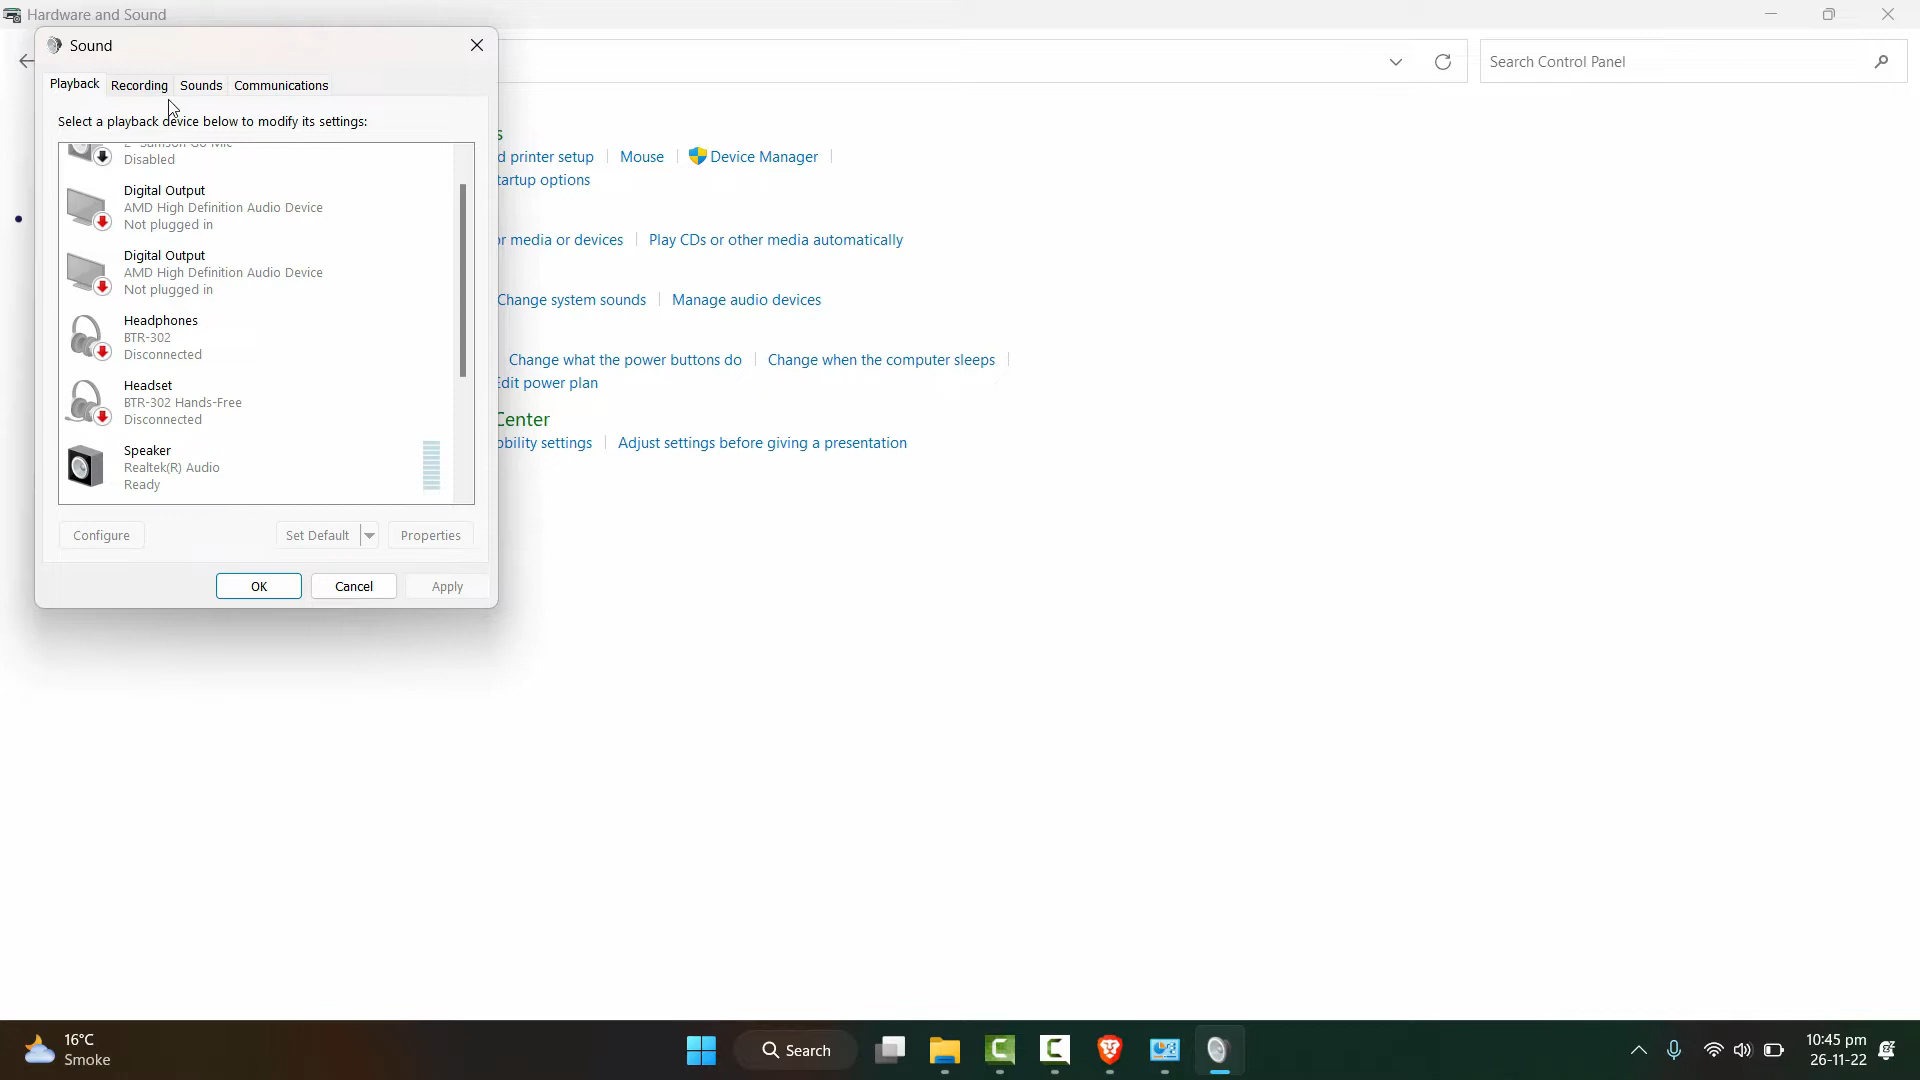 Hardware and Sound
Sound
Search Control Panel
Playback
Recording
Sounds
Communications
Select a playback device below to modify its settings:
Disabled
Digital Output
AMD High Definition Audio Device
Not plugged in
Digital Output
AMD High Definition Audio Device
Not plugged in
Headphones
BTR-302
Disconnected
Headset
BTR-302 Hands-Free
Disconnected
Speaker
Realtek(R) Audio
Ready
Configure
Set Default
Properties
OK
Cancel
Apply
s
d printer setup
Mouse
Device Manager
tartup options
or media or devices
Play CDs or other media automatically
Change system sounds
Manage audio devices
Change what the power buttons do
Change when the computer sleeps
Edit power plan
Center
obility settings
Adjust settings before giving a presentation
16°C
Smoke
Search
10:45 pm
26-11-22